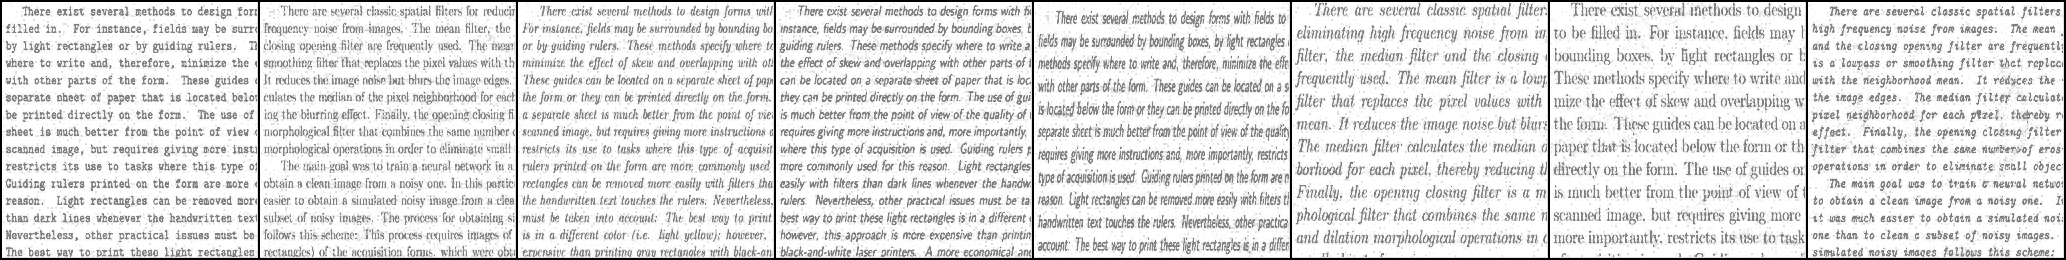 There exist several methods to design for
filled in. For instance, fields may be surr
by light rectangles or by guiding rulers. T
where to write and, therefore, minimize the
with other parts of the form. These guides
separate sheet of paper that is located belo
be printed directly on the form. The use of
sheet is much better from the point of view
scanned image, but requires giving more inst
restricts its use to tasks where this type o
Guiding rulers printed on the form are more
reason. Light rectangles can be removed more
than dark lines whenever the handwritten text
Nevertheless, other practical issues must be
The best way to print these light rectangles
There are several classic spatial filters for reducin
frequency noise from images. The mean filter, the
closing opening filter are frequently used. The mean
smoothing filter that replaces the pixel values with th
It reduces the image noise but blurs the image edges.
culates the median of the pixel neighborhood for each
ing the blurring effect. Finally, the opening closing fi
morphological filter that combines the same number
morphological operations in order to eliminate small
The main goal was to train a neural network in a
obtain a clean image from a noisy one. In this partic
easier to obtain a simulated noisy image from a clea
subset of noisy images. The process for obtaining si
follows this scheme: This process requires images of
rectangles) of the acquisition forms, which were obt
There exist several methods to design forms with
For instance, fields may be surrounded by bounding bo
or by guiding rulers. These methods specify where to
minimize the effect of skew and overlapping with oth
These guides can be located on a separate sheet of pap
the form or they can be printed directly on the form.
a separate sheet is much better from the point of vie
scanned image, but requires giving more instructions
restricts its use to tasks where this type of acquisit
rulers printed on the form are more commonly used
rectangles can be removed more easily with filters tha
the handwritten text touches the rulers. Nevertheless,
must be taken into account: The best way to print
is in a different color (i.e. light yellow); however,
expensive than printing gray rectangles with black-an
There exist several methods to design forms with fi
instance, fields may be surrounded by bounding boxes, b
guiding rulers. These methods specify where to write a
the effect of skew and overlapping with other parts of
can be located on a separate sheet of paper that is loc
they can be printed directly on the form. The use of gui
is much better from the point of view of the quality of
requires giving more instructions and, more importantly,
where this type of acquisition is used. Guiding rulers p
more commonly used for this reason. Light rectangles
easily with filters than dark lines whenever the handw
rulers. Nevertheless, other practical issues must be ta
best way to print these light rectangles is in a different
however, this approach is more expensive than printin
black-and-white laser printers. A more economical an
There exist several methods to design forms with fields to
fields may be surrounded by bounding boxes, by light rectangles
methods specify where to write and, therefore, minimize the effe
with other parts of the form. These guides can be located on a s
is located below the form or they can be printed directly on the fo
separate sheet is much better from the point of view of the quality
requires giving more instructions and, more importantly, restricts
type of acquisition is used. Guiding rulers printed on the form are m
reason. Light rectangles can be removed more easily with filters th
handwritten text touches the rulers. Nevertheless, other practica
account: The best way to print these light rectangles is in a differ
There are several classic spatial filter
eliminating high frequency noise from im
filter, the median filter and the closing
frequently used. The mean filter is a lowp
filter that replaces the pixel values with
mean. It reduces the image noise but blurs
The median filter calculates the median o
borhood for each pixel, thereby reducing t
Finally, the opening closing filter is a m
phological filter that combines the same n
and dilation morphological operations in o
There exist several methods to design
to be filled in. For instance, fields may b
bounding boxes, by light rectangles or b
These methods specify where to write and
mize the effect of skew and overlapping w
the form. These guides can be located on a
paper that is located below the form or th
directly on the form. The use of guides on
is much better from the point of view of t
scanned image, but requires giving more
more importantly, restricts its use to task
There are several classic spatial filters
high frequency noise from images. The mean
and the closing opening filter are frequentl
is a lowpass or smoothing filter that replac
with the neighborhood mean. It reduces the
the image edges. The median filter calculat
pixel neighborhood for each pixel, thereby r
effect. Finally, the opening closing filter
filter that combines the same number of eros
operations in order to eliminate small objec
The main goal was to train a neural netwo
to obtain a clean image from a noisy one. I
it was much easier to obtain a simulated noi
one than to clean a subset of noisy images.
simulated noisy images follows this scheme: